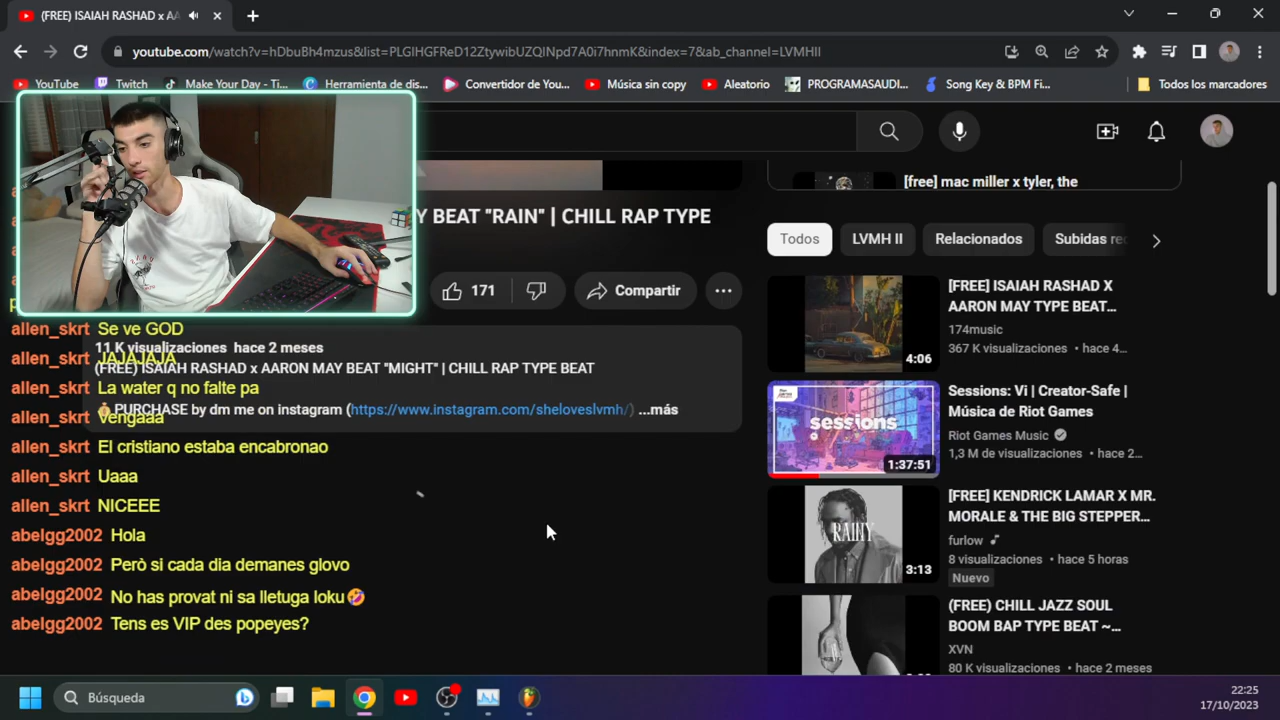 (FREE) ISAIAH RASHAD x AA
youtube.com/watch?v=hDbuBh4mzus&list=PLGIHGFReD12ZtywibUZQINpd7A0i7hnmK&index=7&ab_channel=LVMHII
YouTube
Twitch
Make Your Day - Ti...
Herramienta de dis...
Convertidor de You...
Música sin copy
Aleatorio
PROGRAMASAUDI...
Song Key & BPM Fi...
Todos los marcadores
[free] mac miller x tyler, the
Y BEAT "RAIN" | CHILL RAP TYPE
Todos
LVMH II
Relacionados
Subidas rec
171
Compartir
11 K visualizaciones hace 2 meses
(FREE) ISAIAH RASHAD x AARON MAY BEAT "MIGHT" | CHILL RAP TYPE BEAT
PURCHASE by dm me on instagram (https://www.instagram.com/sheloveslvmh/) ...más
allen_skrt Se ve GOD
allen_skrt JAJAJAJA
allen_skrt La water q no falte pa
allen_skrt Vengaaa
allen_skrt El cristiano estaba encabronao
allen_skrt Uaaa
allen_skrt NICEEE
abelgg2002 Hola
abelgg2002 Però si cada dia demanes glovo
abelgg2002 No has provat ni sa lletuga loku🤣
abelgg2002 Tens es VIP des popeyes?
[FREE] ISAIAH RASHAD X
AARON MAY TYPE BEAT...
174music
367 K visualizaciones • hace 4...
4:06
Sessions: Vi | Creator-Safe |
Música de Riot Games
Riot Games Music
1,3 M de visualizaciones • hace 2...
sessions
1:37:51
[FREE] KENDRICK LAMAR X MR.
MORALE & THE BIG STEPPER...
furlow
8 visualizaciones • hace 5 horas
Nuevo
RAINY
3:13
(FREE) CHILL JAZZ SOUL
BOOM BAP TYPE BEAT ~...
XVN
80 K visualizaciones • hace 2 meses
Búsqueda
22:25
17/10/2023